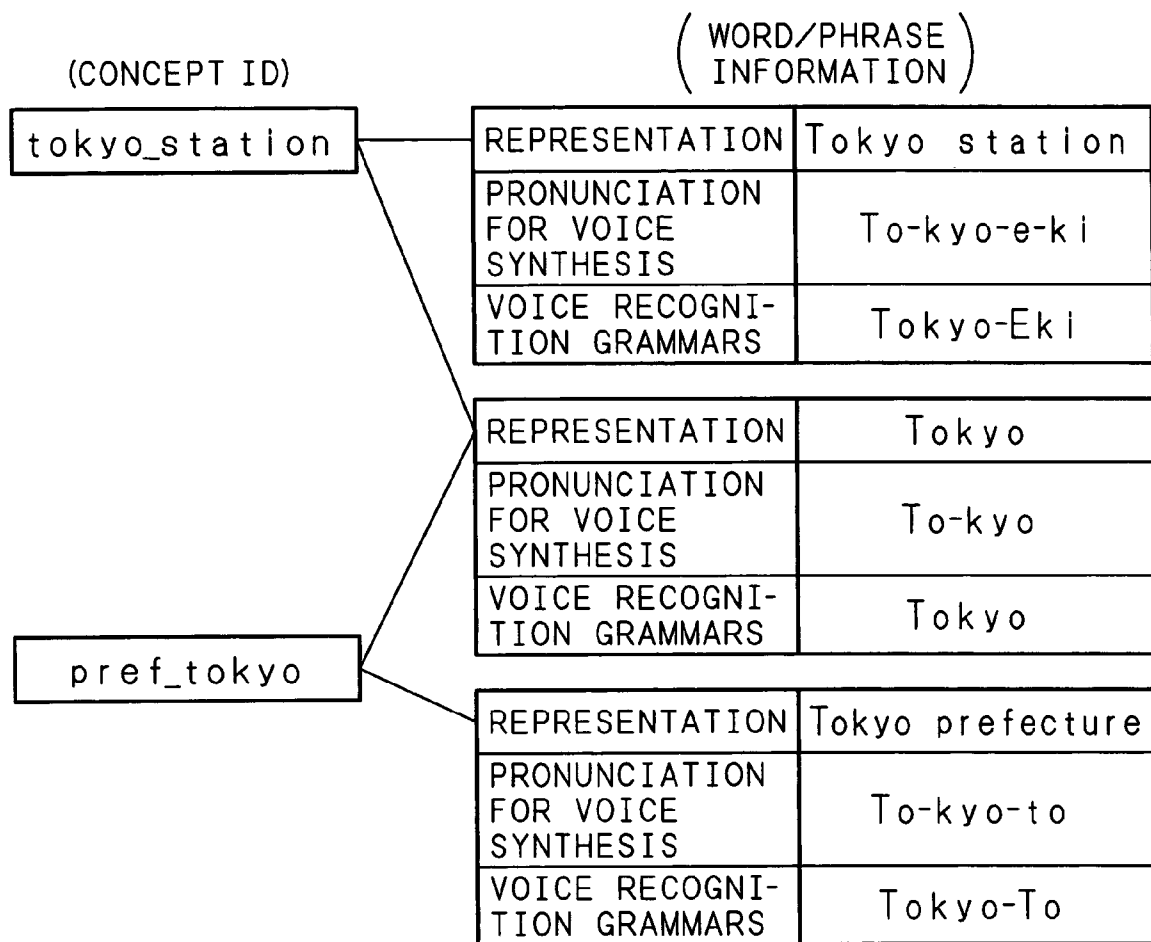 (CONCEPT ID)
(WORD/PHRASE
INFORMATION)
tokyo_station
REPRESENTATION Tokyo station
PRONUNCIATION
FOR VOICE
SYNTHESIS
To-kyo-e-ki
VOICE RECOGNI-
TION GRAMMARS
Tokyo-Eki
REPRESENTATION Tokyo
PRONUNCIATION
FOR VOICE
SYNTHESIS
To-kyo
VOICE RECOGNI-
TION GRAMMARS
Tokyo
pref_tokyo
REPRESENTATION Tokyo prefecture
PRONUNCIATION
FOR VOICE
SYNTHESIS
To-kyo-to
VOICE RECOGNI-
TION GRAMMARS
Tokyo-To